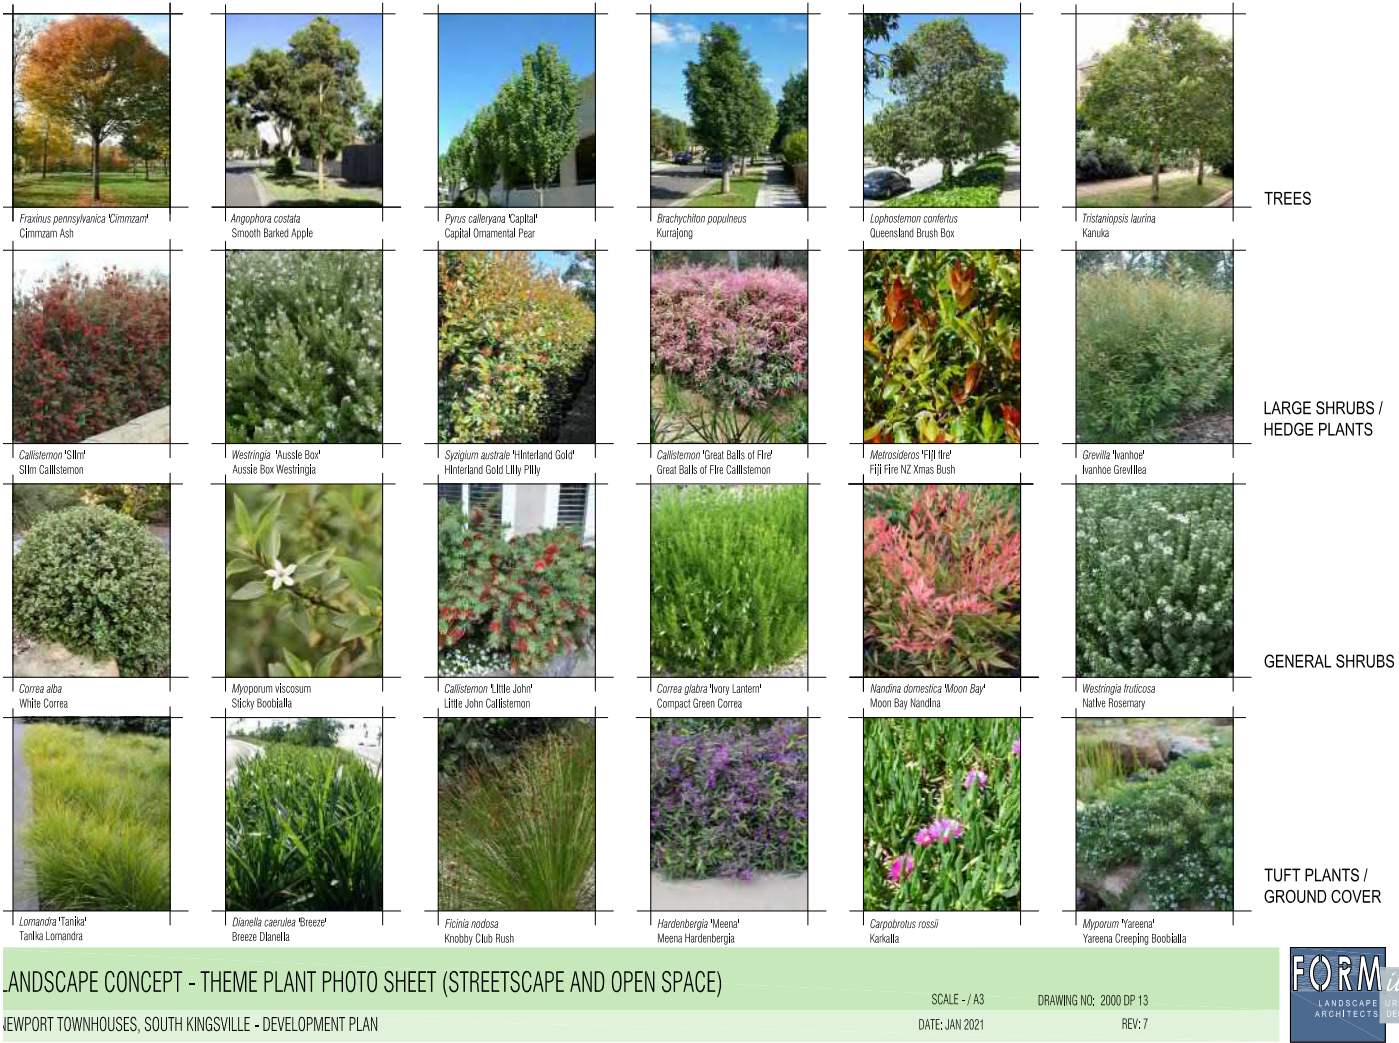 Fraxinus pennsylvanica 'Cimmzam'
Cimmzam Ash
Angophora costata
Smooth Barked Apple
Pyrus calleryana 'Capital'
Capital Ornamental Pear
Brachychiton populneus
Kurrajong
Lophostemon confertus
Queensland Brush Box
Tristaniopsis laurina
Kanuka
TREES
Callistemon 'Slim'
Slim Callistemon
Westringia 'Aussie Box'
Aussie Box Westringia
Syzigium australe 'Hinterland Gold'
Hinterland Gold Lilly Pilly
Callistemon 'Great Balls of Fire'
Great Balls of Fire Callistemon
Metrosideros 'Fiji fire'
Fiji Fire NZ Xmas Bush
Grevilla 'Ivanhoe'
Ivanhoe Grevillea
LARGE SHRUBS /
HEDGE PLANTS
Correa alba
White Correa
Myoporum viscosum
Sticky Boobialla
Callistemon 'Little John'
Little John Callistemon
Correa glabra 'Ivory Lantern'
Compact Green Correa
Nandina domestica 'Moon Bay'
Moon Bay Nandina
Westringia fruticosa
Native Rosemary
GENERAL SHRUBS
Lomandra 'Tanika'
Tanika Lomandra
Dianella caerulea 'Breeze'
Breeze Dianella
Ficinia nodosa
Knobby Club Rush
Hardenbergia 'Meena'
Meena Hardenbergia
Carpobrotus rossii
Karkalla
Myporum 'Yareena'
Yareena Creeping Boobialla
TUFT PLANTS /
GROUND COVER
LANDSCAPE CONCEPT - THEME PLANT PHOTO SHEET (STREETSCAPE AND OPEN SPACE)
SCALE - / A3
DRAWING NO: 2000 DP 13
NEWPORT TOWNHOUSES, SOUTH KINGSVILLE - DEVELOPMENT PLAN
DATE: JAN 2021
REV: 7
FORM
LANDSCAPE
ARCHITECTS